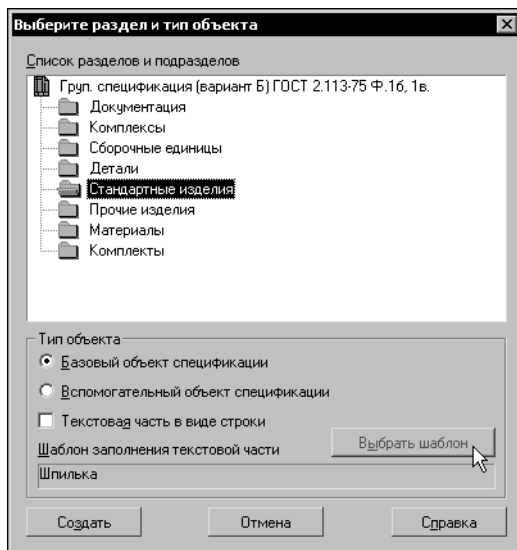 Выберите раздел и тип объекта
Список разделов и подразделов
Груп. спецификация (вариант Б) ГОСТ 2.113-75 Ф.1б, 1в.
Документация
Комплексы
Сборочные единицы
Детали
Стандартные изделия
Прочие изделия
Материалы
Комплекты
Тип объекта
Базовый объект спецификации
Вспомогательный объект спецификации
Текстовая часть в виде строки
Шаблон заполнения текстовой части
Выбрать шаблон
Шпилька
Создать Отмена Справка